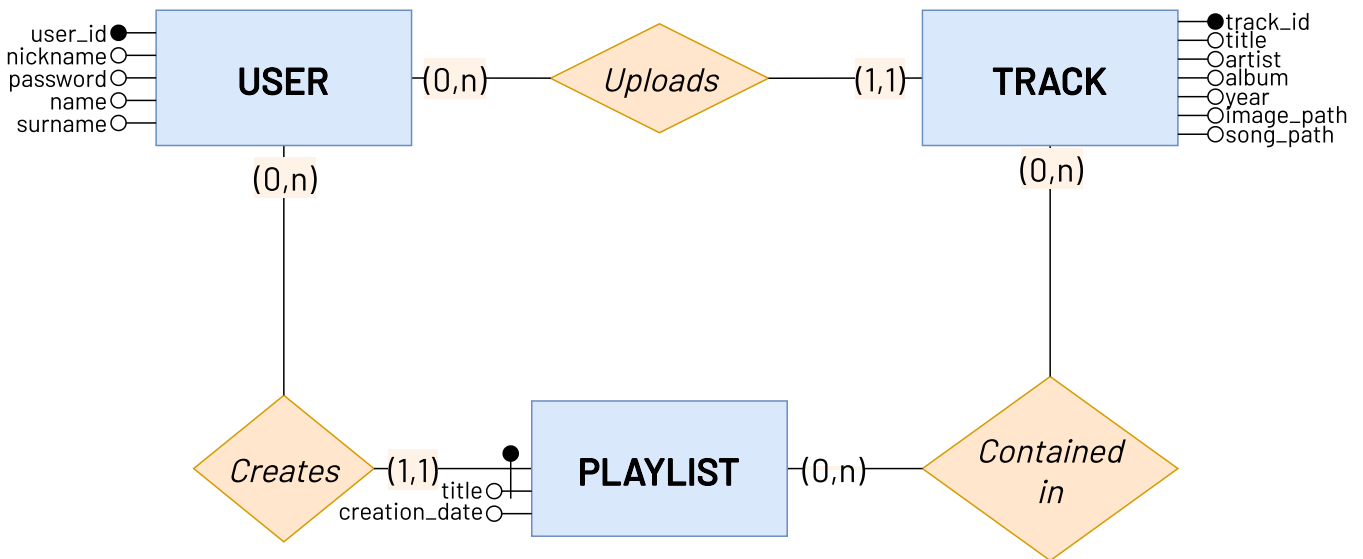 user_id
nickname
password
name
surname
USER
(0,n)
Uploads
(1,1)
TRACK
track_id
title
artist
album
year
image_path
song_path
(0,n)
(0,n)
Creates
(1,1)
title
creation_date
PLAYLIST
(0,n)
Contained
in